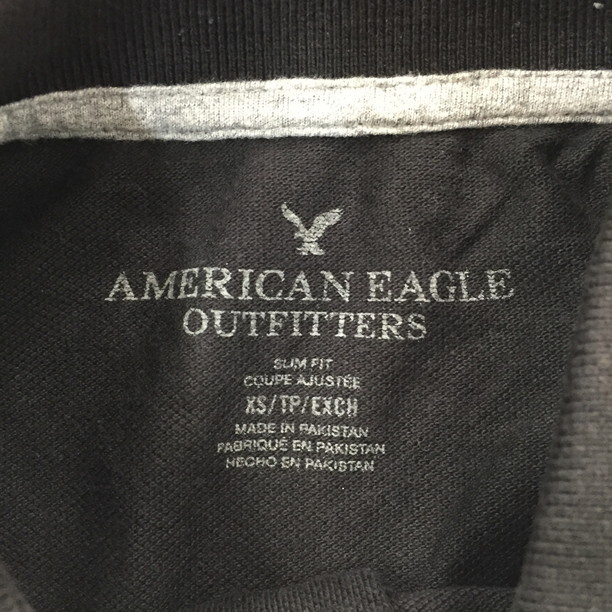 AMERICAN EAGLE
OUTFITTERS
SLIM FIT
COUPE AJUSTÉE
XS/TP/EXCH
MADE IN PAKISTAN
FABRIQUÉ EN PAKISTAN
HECHO EN PAKISTAN